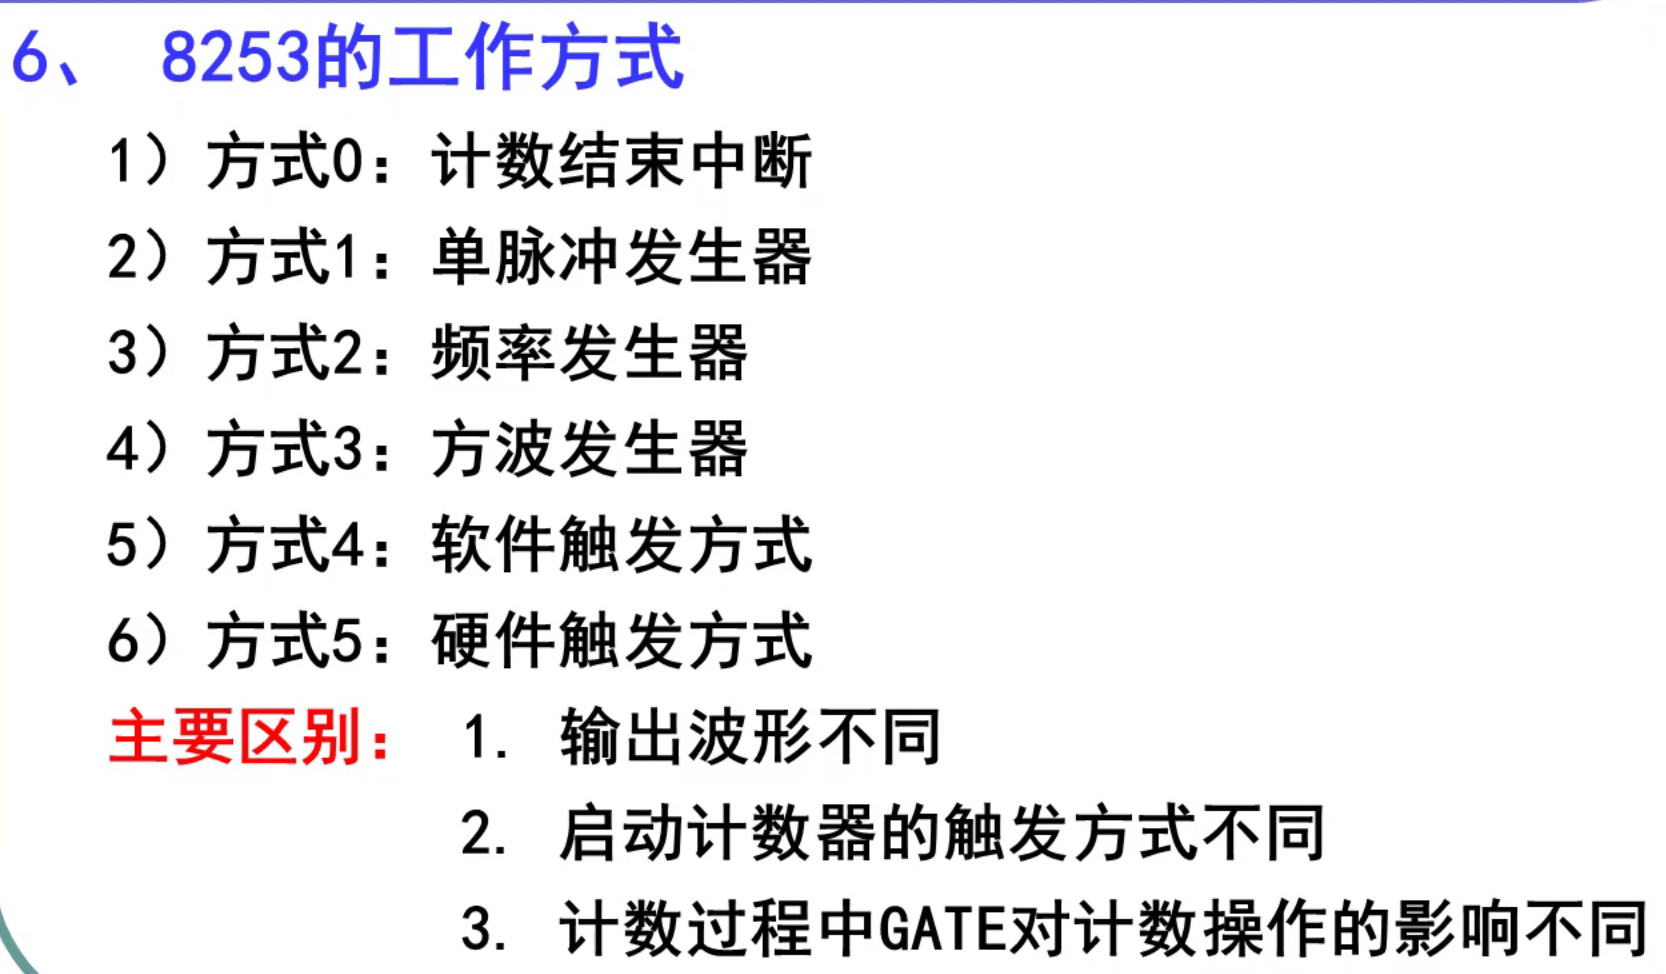 6、 8253的工作方式
1）方式0：计数结束中断
2）方式1：单脉冲发生器
3）方式2：频率发生器
4）方式3：方波发生器
5）方式4：软件触发方式
6）方式5：硬件触发方式
主要区别： 1. 输出波形不同
2. 启动计数器的触发方式不同
3. 计数过程中GATE对计数操作的影响不同